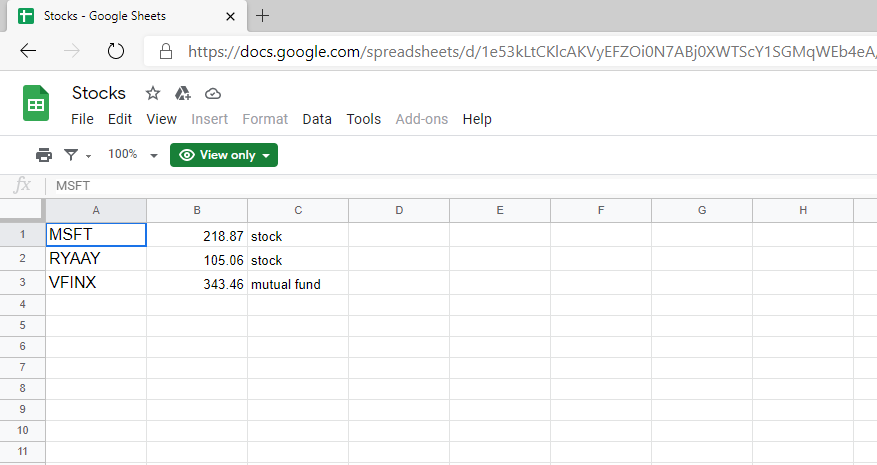 Stocks - Google Sheets
https://docs.google.com/spreadsheets/d/1e53kLtCKlcAKVyEFZOi0N7ABj0XWTScY1SGMqWEb4eA/
Stocks
File Edit View Insert Format Data Tools Add-ons Help
100% View only
fx MSFT
A B C D E F G H
1 MSFT 218.87 stock
2 RYAAY 105.06 stock
3 VFINX 343.46 mutual fund
4
5
6
7
8
9
10
11